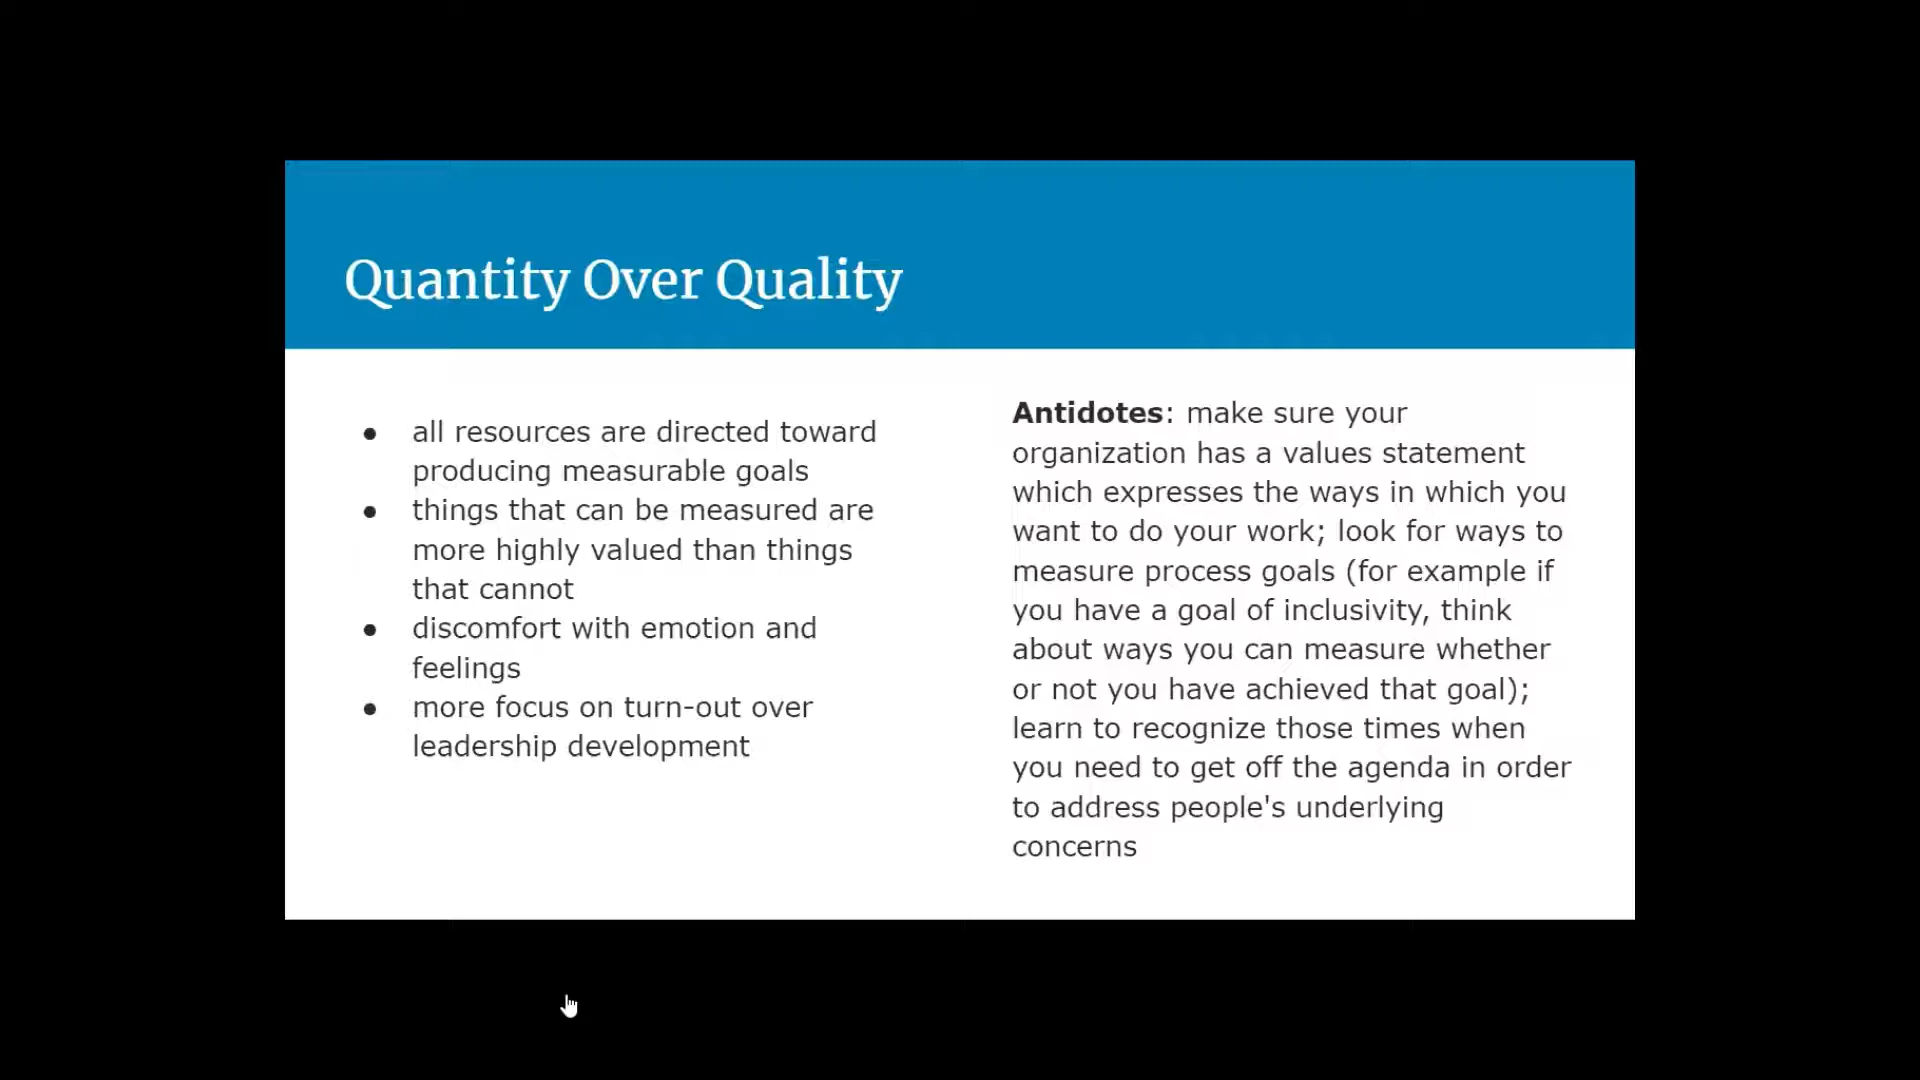 Quantity Over Quality
● all resources are directed toward
producing measurable goals
● things that can be measured are
more highly valued than things
that cannot
● discomfort with emotion and
feelings
● more focus on turn-out over
leadership development
Antidotes: make sure your
organization has a values statement
which expresses the ways in which you
want to do your work; look for ways to
measure process goals (for example if
you have a goal of inclusivity, think
about ways you can measure whether
or not you have achieved that goal);
learn to recognize those times when
you need to get off the agenda in order
to address people's underlying
concerns